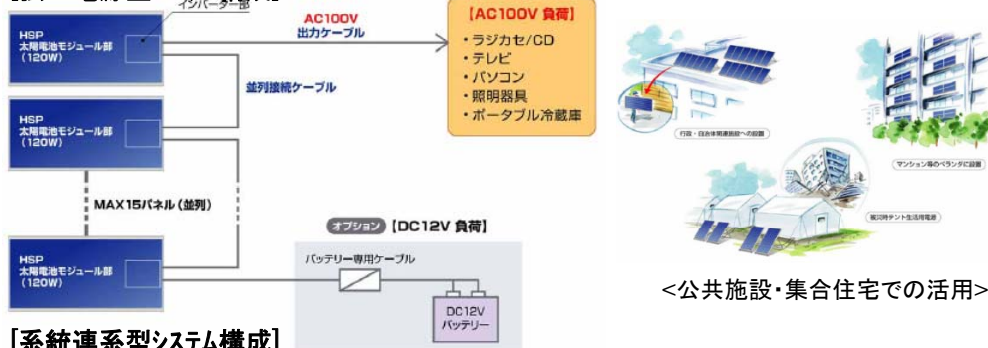 インバーター部
HSP
太陽電池モジュール部
(120W)
AC100V
出力ケーブル
【AC100V 負荷】
・ラジカセ/CD
・テレビ
・パソコン
・照明器具
・ポータブル冷蔵庫
並列接続ケーブル
HSP
太陽電池モジュール部
(120W)
MAX15パネル(並列)
HSP
太陽電池モジュール部
(120W)
オプション 【DC12V 負荷】
バッテリー専用ケーブル
DC12V
バッテリー
行政・自治体関連施設への設置
マンション等のベランダに設置
被災時テント生活用電源
<公共施設・集合住宅での活用>
[系統連系型システム構成]